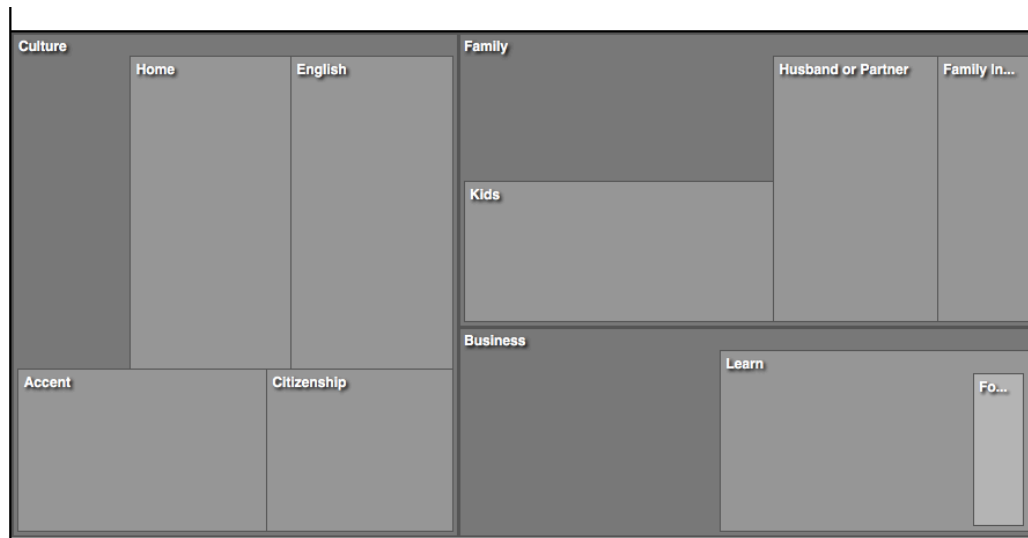 Culture
Home
English
Accent
Citizenship
Family
Husband or Partner
Family In...
Kids
Business
Learn
Fo...